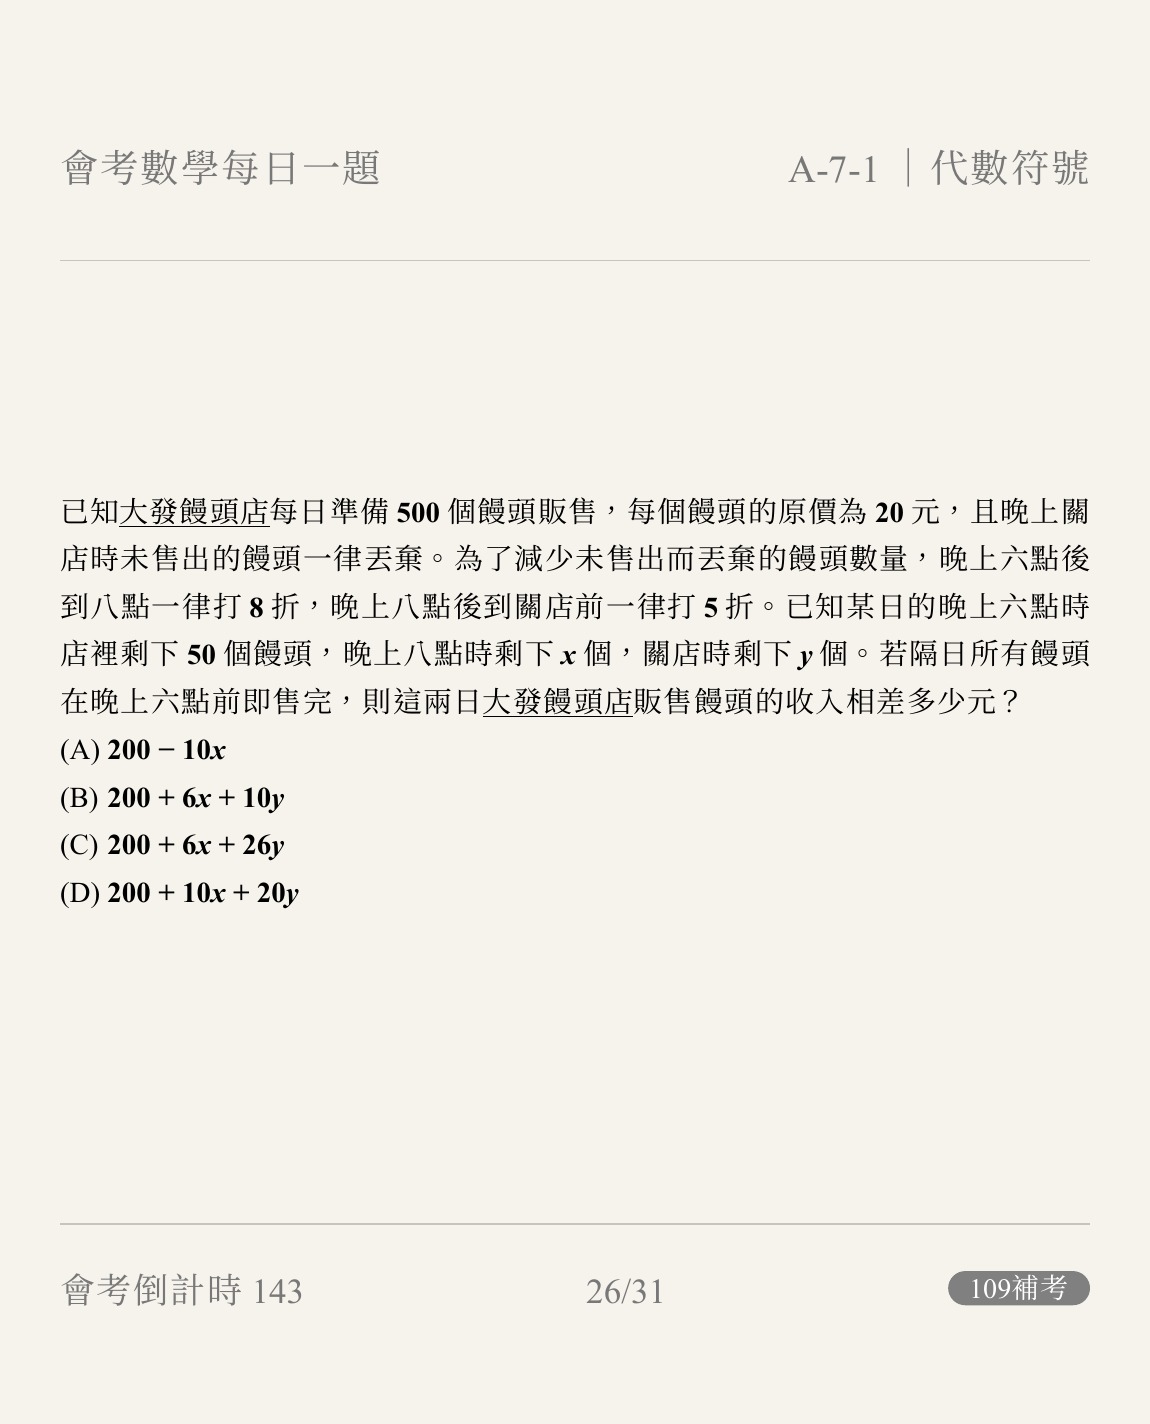 會考數學每日一題
A-7-1｜代數符號
已知大發饅頭店每日準備 500 個饅頭販售，每個饅頭的原價為 20 元，且晚上關
店時未售出的饅頭一律丟棄。為了減少未售出而丟棄的饅頭數量，晚上六點後
到八點一律打 8 折，晚上八點後到關店前一律打 5 折。已知某日的晚上六點時
店裡剩下 50 個饅頭，晚上八點時剩下 x 個，關店時剩下 y 個。若隔日所有饅頭
在晚上六點前即售完，則這兩日大發饅頭店販售饅頭的收入相差多少元？
(A) 200 − 10x
(B) 200 + 6x + 10y
(C) 200 + 6x + 26y
(D) 200 + 10x + 20y
會考倒計時 143
26/31
109補考